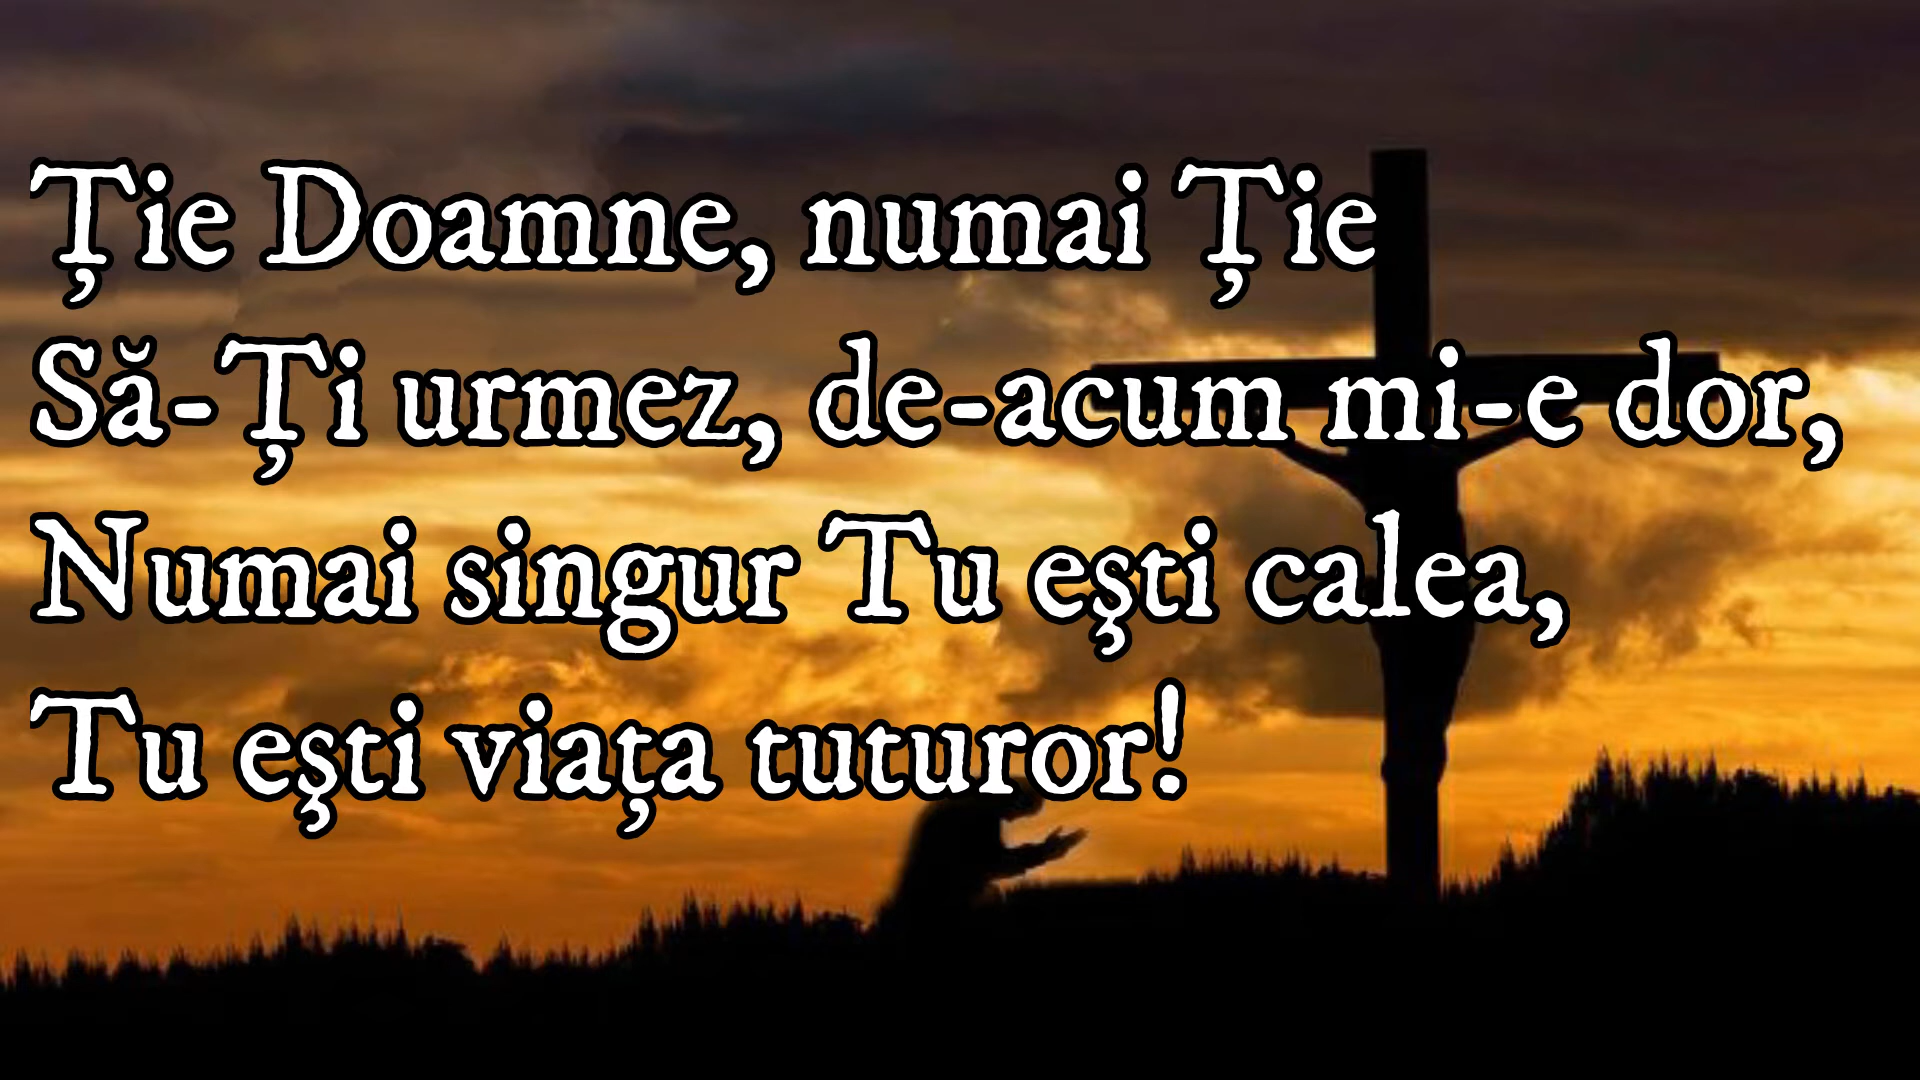 Ție Doamne, numai Ție
Să-Ți urmez, de-acum mi-e dor,
Numai singur Tu eşti calea,
Tu eşti viața tuturor!